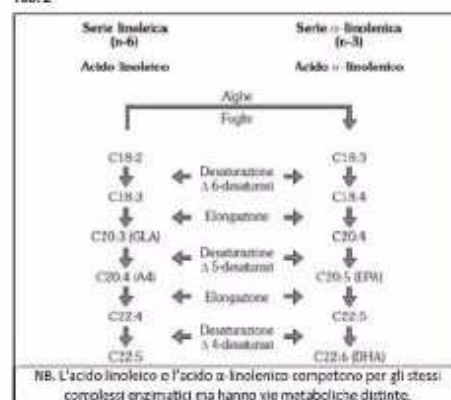 Serie linoleica Serie α-linolenica
(n-6) (n-3)
Acido linoleico Acido α-linolenico
Alghe
Foglie
C18:2 C18:3
Desaturazione
Δ 6-desaturasi
C18:3 C18:4
Elongazione
C20:3 (GLA) C20:4
Desaturazione
Δ 5-desaturasi
C20:4 (AA) C20:5 (EPA)
Elongazione
C22:4 C22:5
Desaturazione
Δ 4-desaturasi
C22:5 C22:6 (DHA)
NB. L'acido linoleico e l'acido α-linolenico competono per gli stessi
complessi enzimatici ma hanno vie metaboliche distinte.